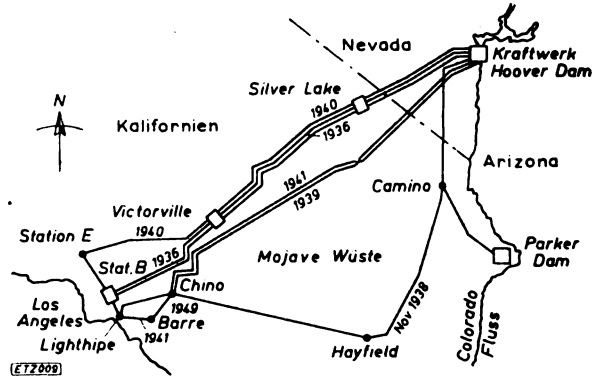 Nevada
Kraftwerk
Hoover Dam
Silver Lake
1940
1936
N
Kalifornien
Arizona
1941
1939
Camino
Victorville
Station E
1940
1936
Stat. B
Mojave Wüste
Parker
Dam
Chino
Los
Angeles
1949
Barre
1941
Lighthipe
Nov 1938
Hayfield
Colorado
Fluss
ETZ009